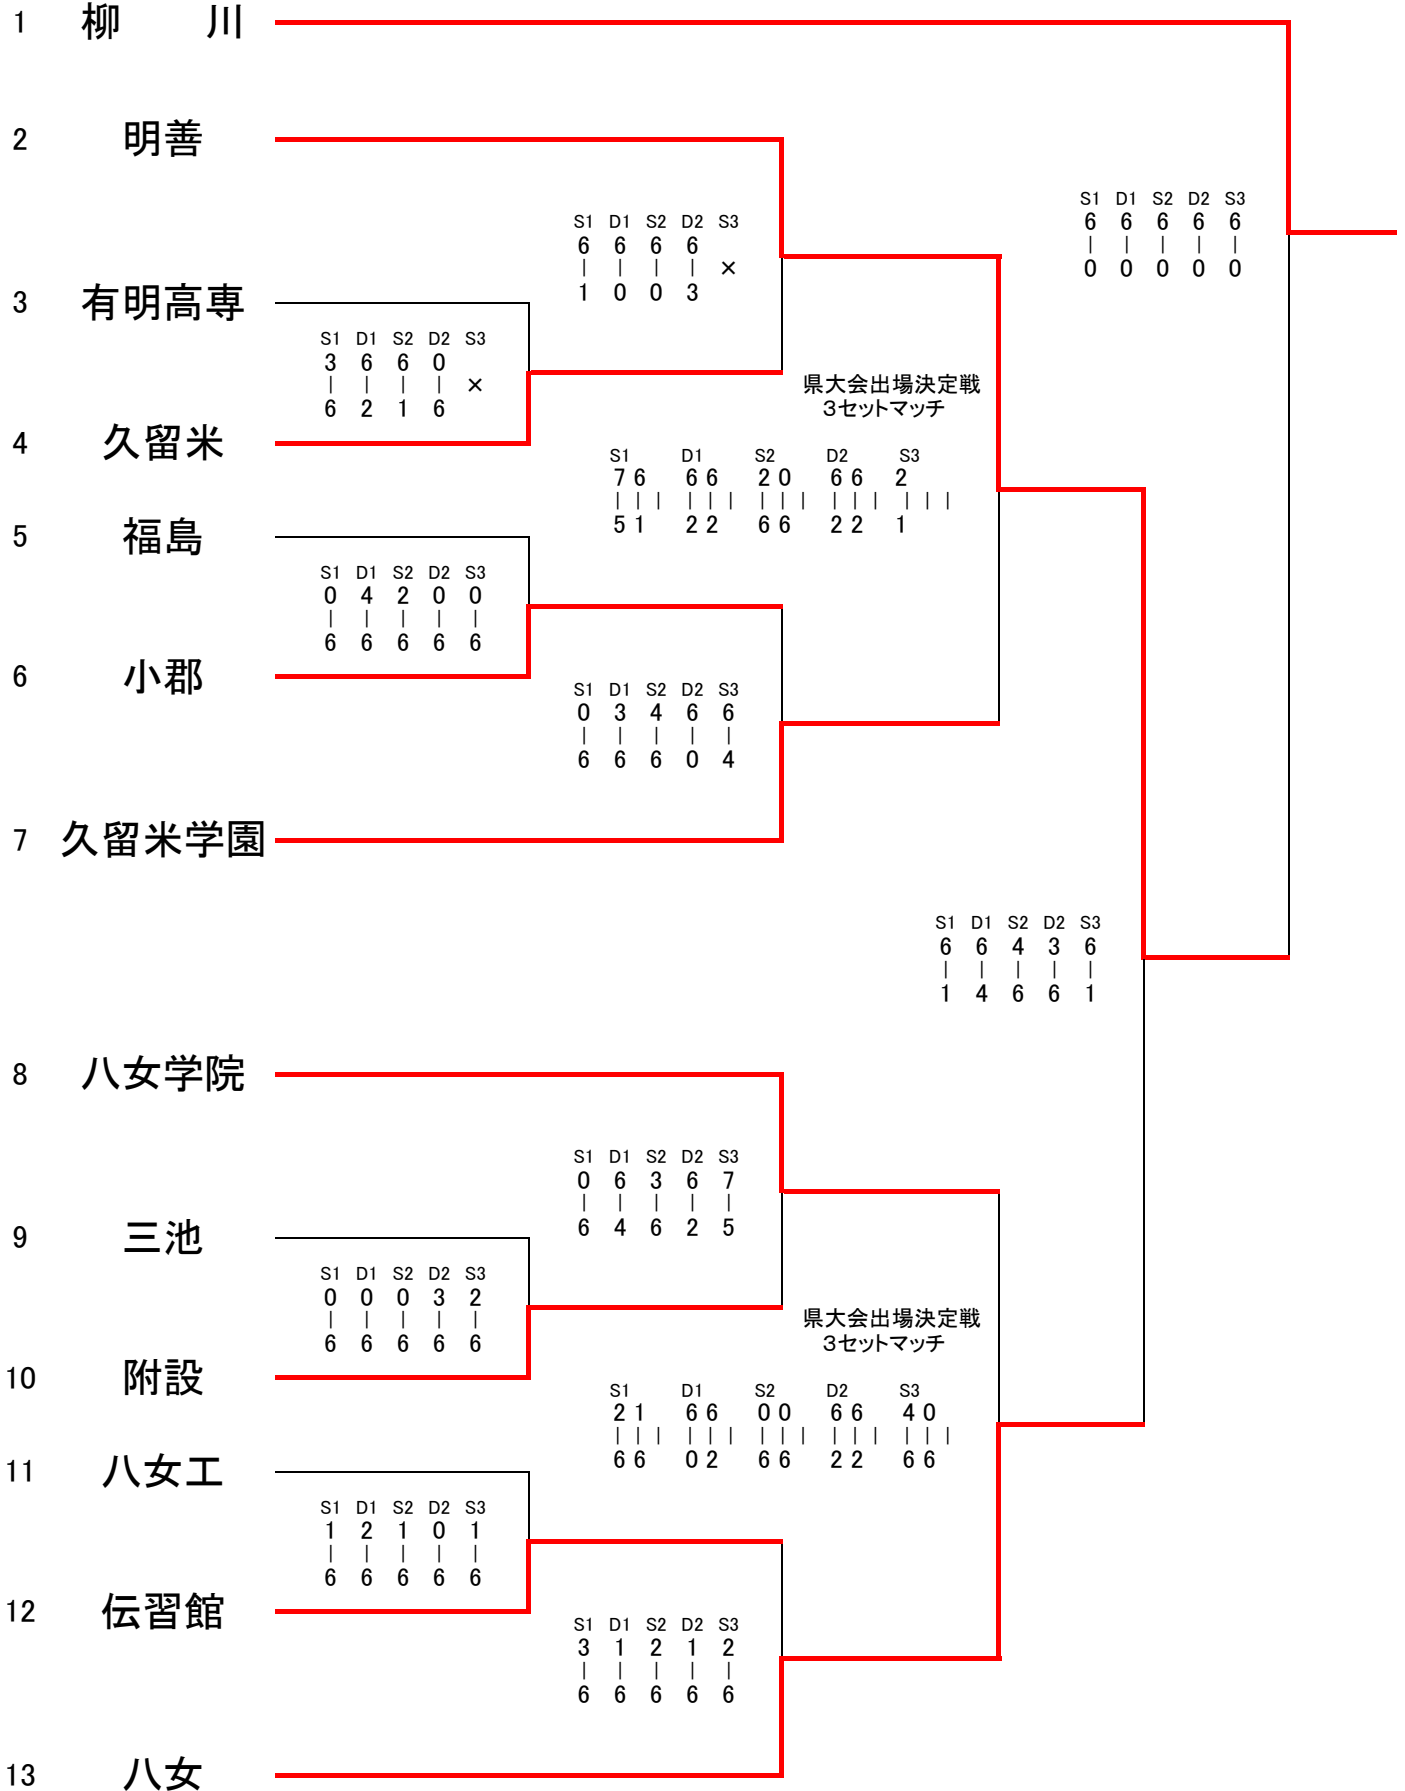 1 柳 川
2 明善
S1 D1 S2 D2 S3
6 6 6 6 6
| | | | |
0 0 0 0 0
S1 D1 S2 D2 S3
6 6 6 6
| | | | ×
1 0 0 3
3 有明高専
S1 D1 S2 D2 S3
3 6 6 0
| | | | ×
6 2 1 6
県大会出場決定戦
3セットマッチ
4 久留米
S1 D1 S2 D2 S3
7 6 6 6 2 0 6 6 2
| | | | | | | | | | | | | | |
5 1 2 2 6 6 2 2 1
5 福島
S1 D1 S2 D2 S3
0 4 2 0 0
| | | | |
6 6 6 6 6
6 小郡
S1 D1 S2 D2 S3
0 3 4 6 6
| | | | |
6 6 6 0 4
7 久留米学園
S1 D1 S2 D2 S3
6 6 4 3 6
| | | | |
1 4 6 6 1
8 八女学院
S1 D1 S2 D2 S3
0 6 3 6 7
| | | | |
6 4 6 2 5
9 三池
S1 D1 S2 D2 S3
0 0 0 3 2
| | | | |
6 6 6 6 6
県大会出場決定戦
3セットマッチ
10 附設
S1 D1 S2 D2 S3
2 1 6 6 0 0 6 6 4 0
| | | | | | | | | | | | | | |
6 6 0 2 6 6 2 2 6 6
11 八女工
S1 D1 S2 D2 S3
1 2 1 0 1
| | | | |
6 6 6 6 6
12 伝習館
S1 D1 S2 D2 S3
3 1 2 1 2
| | | | |
6 6 6 6 6
13 八女